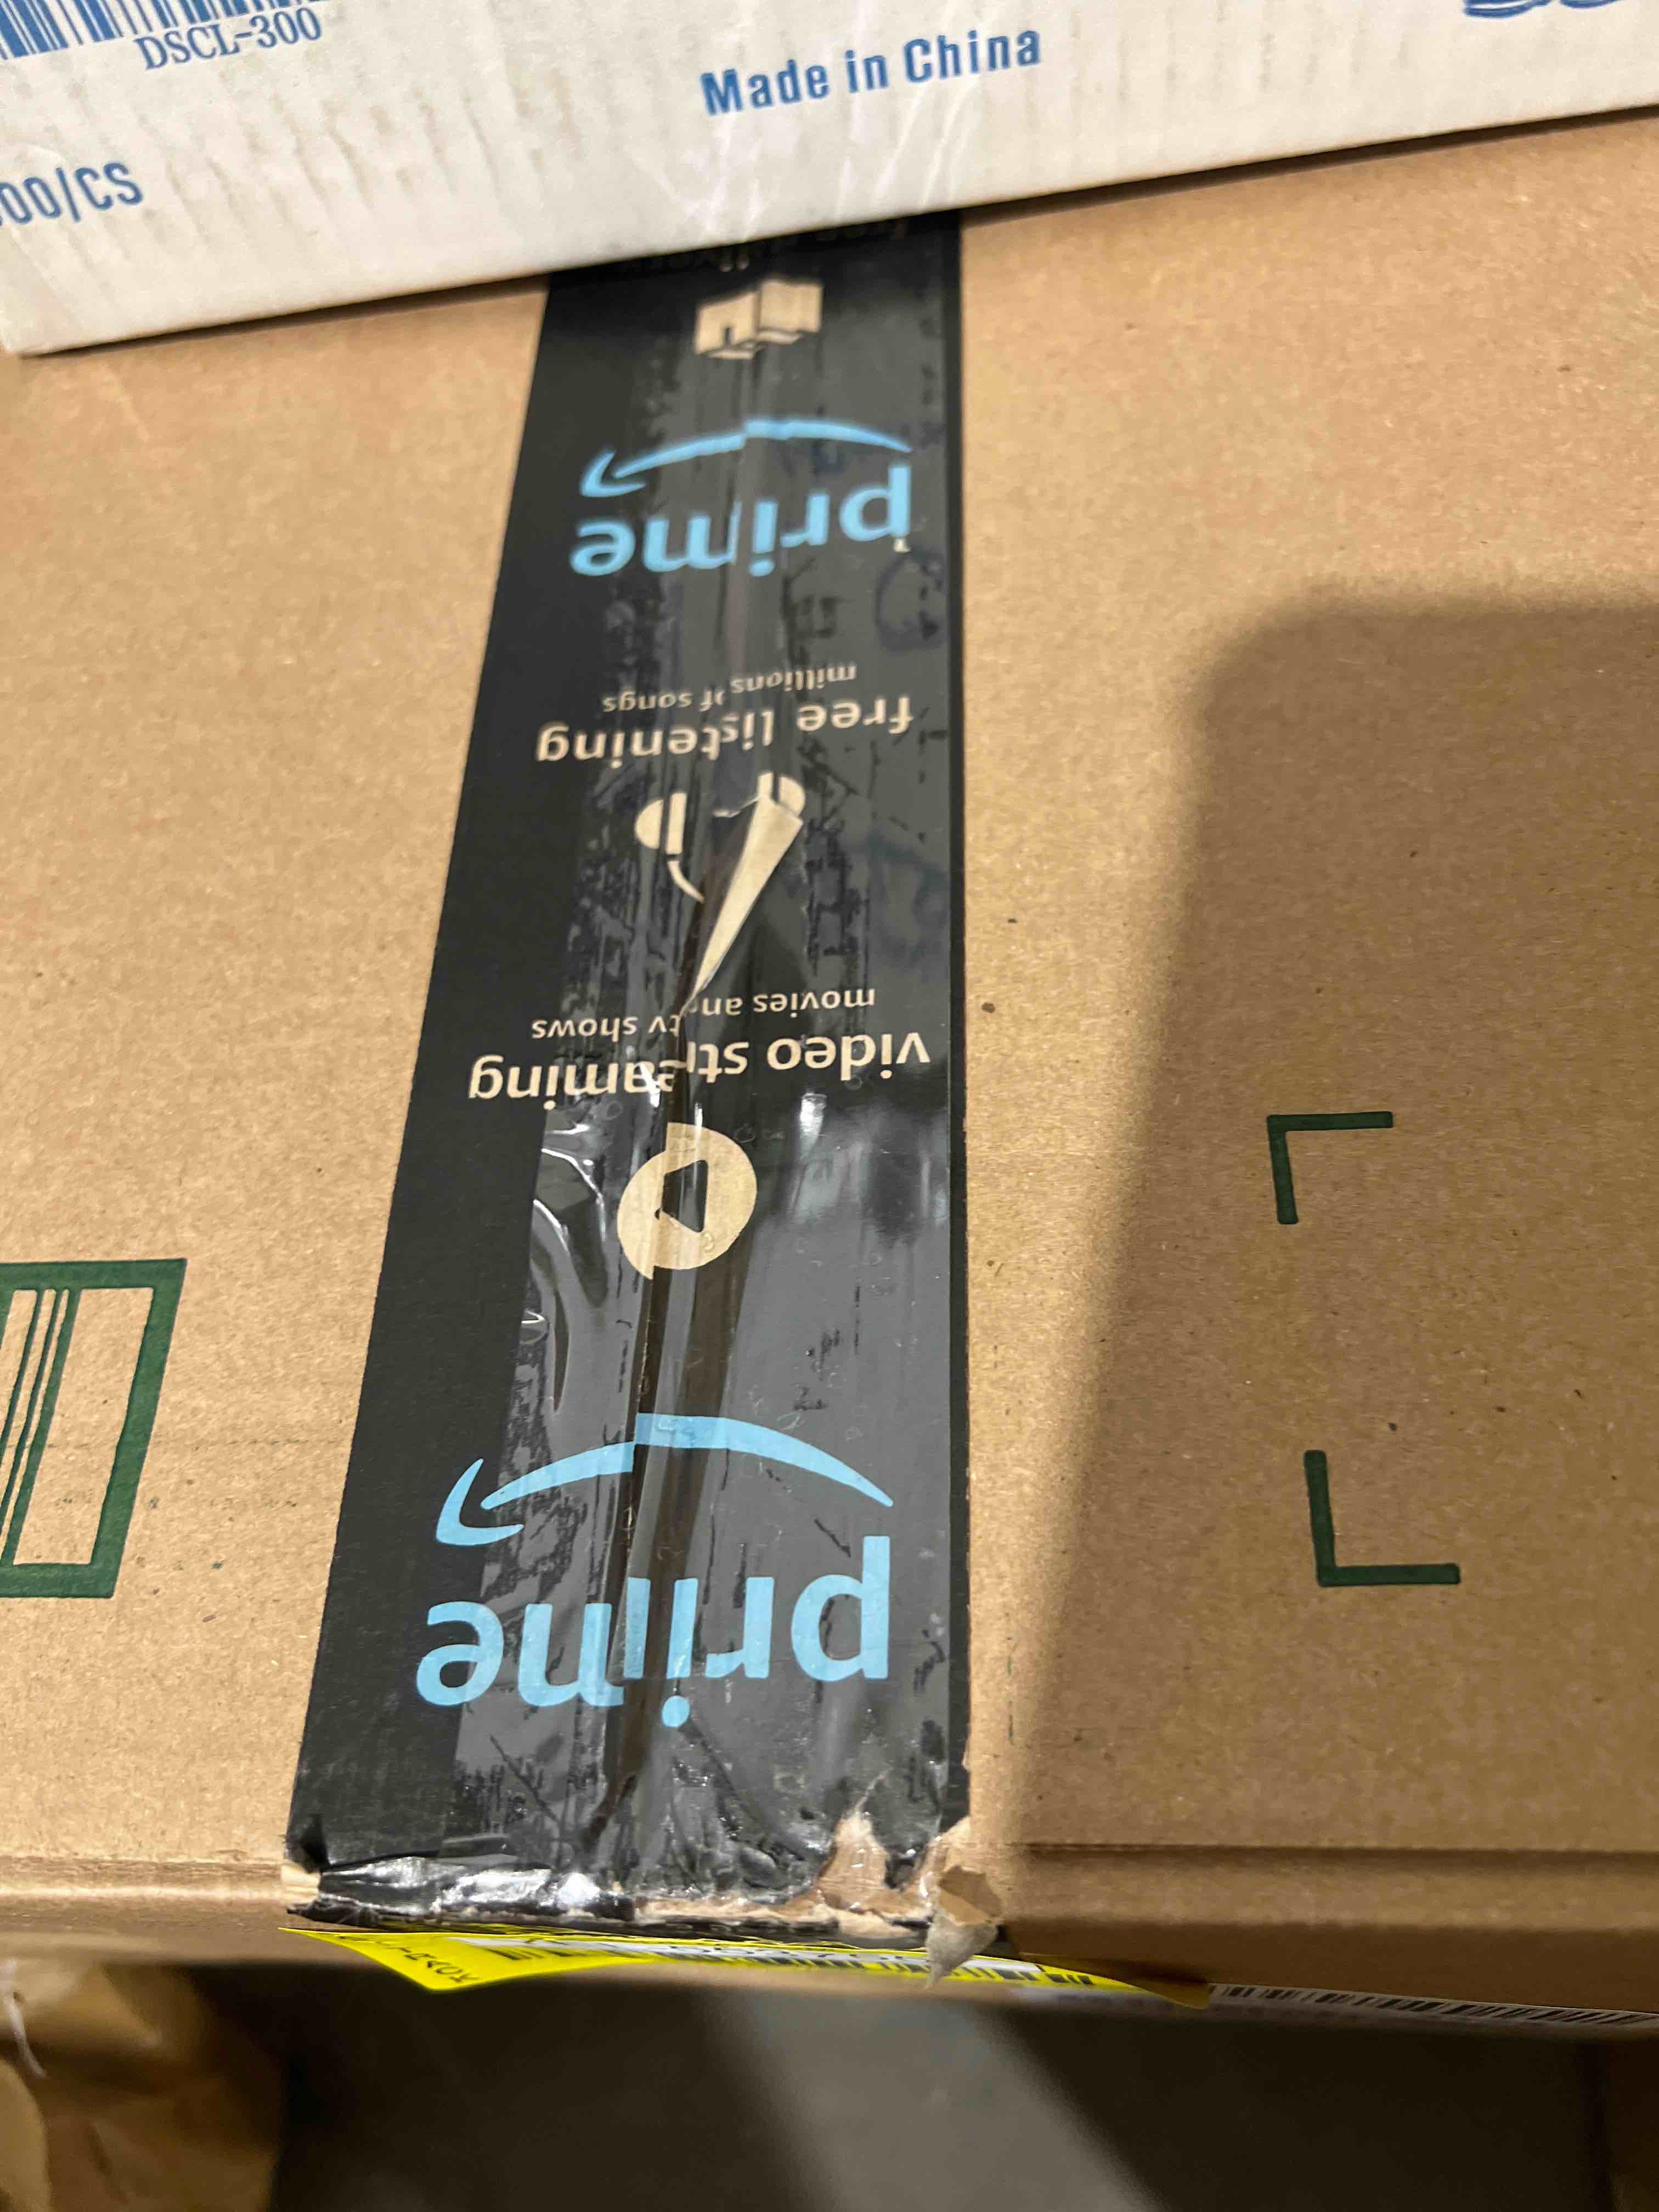 DSCL-300
Made in China
00/CS
prime
millions of songs
free listening
movies and tv shows
video streaming
prime